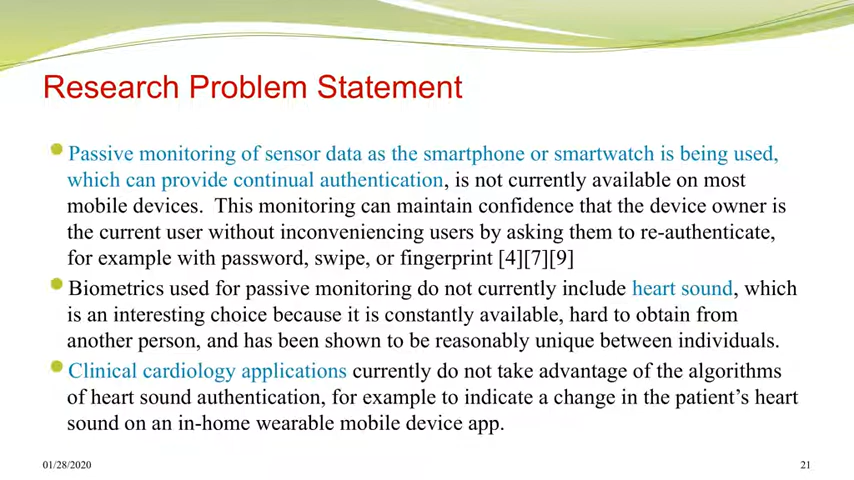 Research Problem Statement
Passive monitoring of sensor data as the smartphone or smartwatch is being used,
which can provide continual authentication, is not currently available on most
mobile devices.  This monitoring can maintain confidence that the device owner is
the current user without inconveniencing users by asking them to re-authenticate,
for example with password, swipe, or fingerprint [4][7][9]
Biometrics used for passive monitoring do not currently include heart sound, which
is an interesting choice because it is constantly available, hard to obtain from
another person, and has been shown to be reasonably unique between individuals.
Clinical cardiology applications currently do not take advantage of the algorithms
of heart sound authentication, for example to indicate a change in the patient’s heart
sound on an in-home wearable mobile device app.
01/28/2020
21